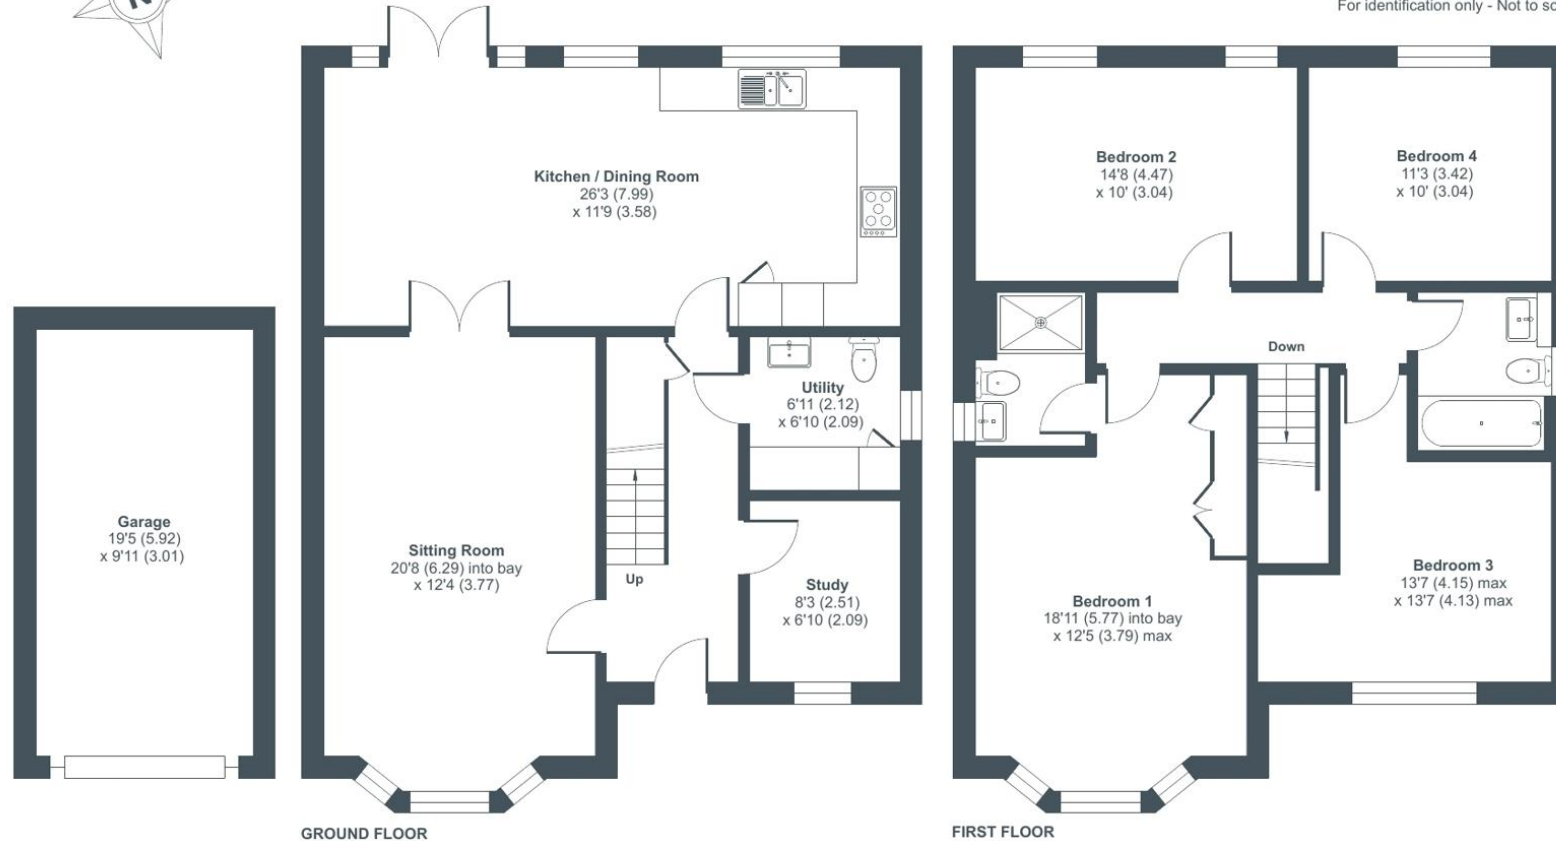 For identification only - Not to sc
N
Kitchen / Dining Room
26'3 (7.99)
x 11'9 (3.58)
Bedroom 2
14'8 (4.47)
x 10' (3.04)
Bedroom 4
11'3 (3.42)
x 10' (3.04)
Down
Utility
6'11 (2.12)
x 6'10 (2.09)
Garage
19'5 (5.92)
x 9'11 (3.01)
Sitting Room
20'8 (6.29) into bay
x 12'4 (3.77)
Up
Study
8'3 (2.51)
x 6'10 (2.09)
Bedroom 1
18'11 (5.77) into bay
x 12'5 (3.79) max
Bedroom 3
13'7 (4.15) max
x 13'7 (4.13) max
GROUND FLOOR
FIRST FLOOR